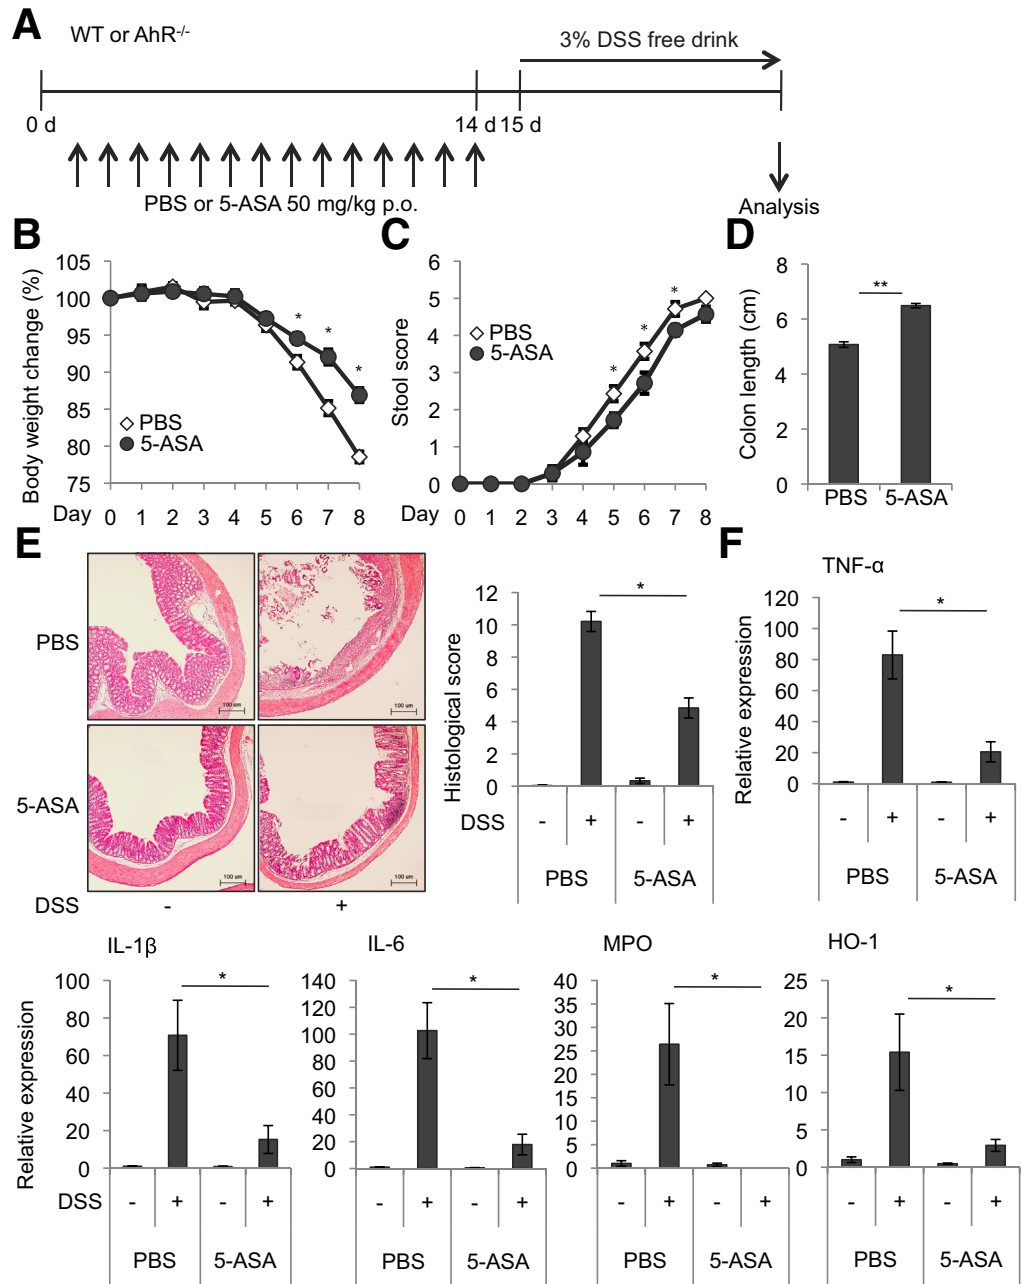 A
WT or AhR-/-
3% DSS free drink
0 d
14 d 15 d
PBS or 5-ASA 50 mg/kg p.o.
Analysis
B
Body weight change (%)
105
100
95
90
85
80
75
PBS
5-ASA
*
*
*
Day 0 1 2 3 4 5 6 7 8
C
Stool score
6
5
4
3
2
1
0
PBS
5-ASA
*
*
*
Day 0 1 2 3 4 5 6 7 8
D
Colon length (cm)
8
6
4
2
0
**
PBS 5-ASA
E
PBS
5-ASA
100 um
100 um
100 um
100 um
DSS - +
Histological score
12
10
8
6
4
2
0
*
DSS - + - +
PBS 5-ASA
F
TNF-α
Relative expression
120
100
80
60
40
20
0
*
- + - +
PBS 5-ASA
IL-1β
Relative expression
100
80
60
40
20
0
*
DSS - + - +
PBS 5-ASA
IL-6
140
120
100
80
60
40
20
0
*
- + - +
PBS 5-ASA
MPO
40
35
30
25
20
15
10
5
0
*
- + - +
PBS 5-ASA
HO-1
25
20
15
10
5
0
*
- + - +
PBS 5-ASA